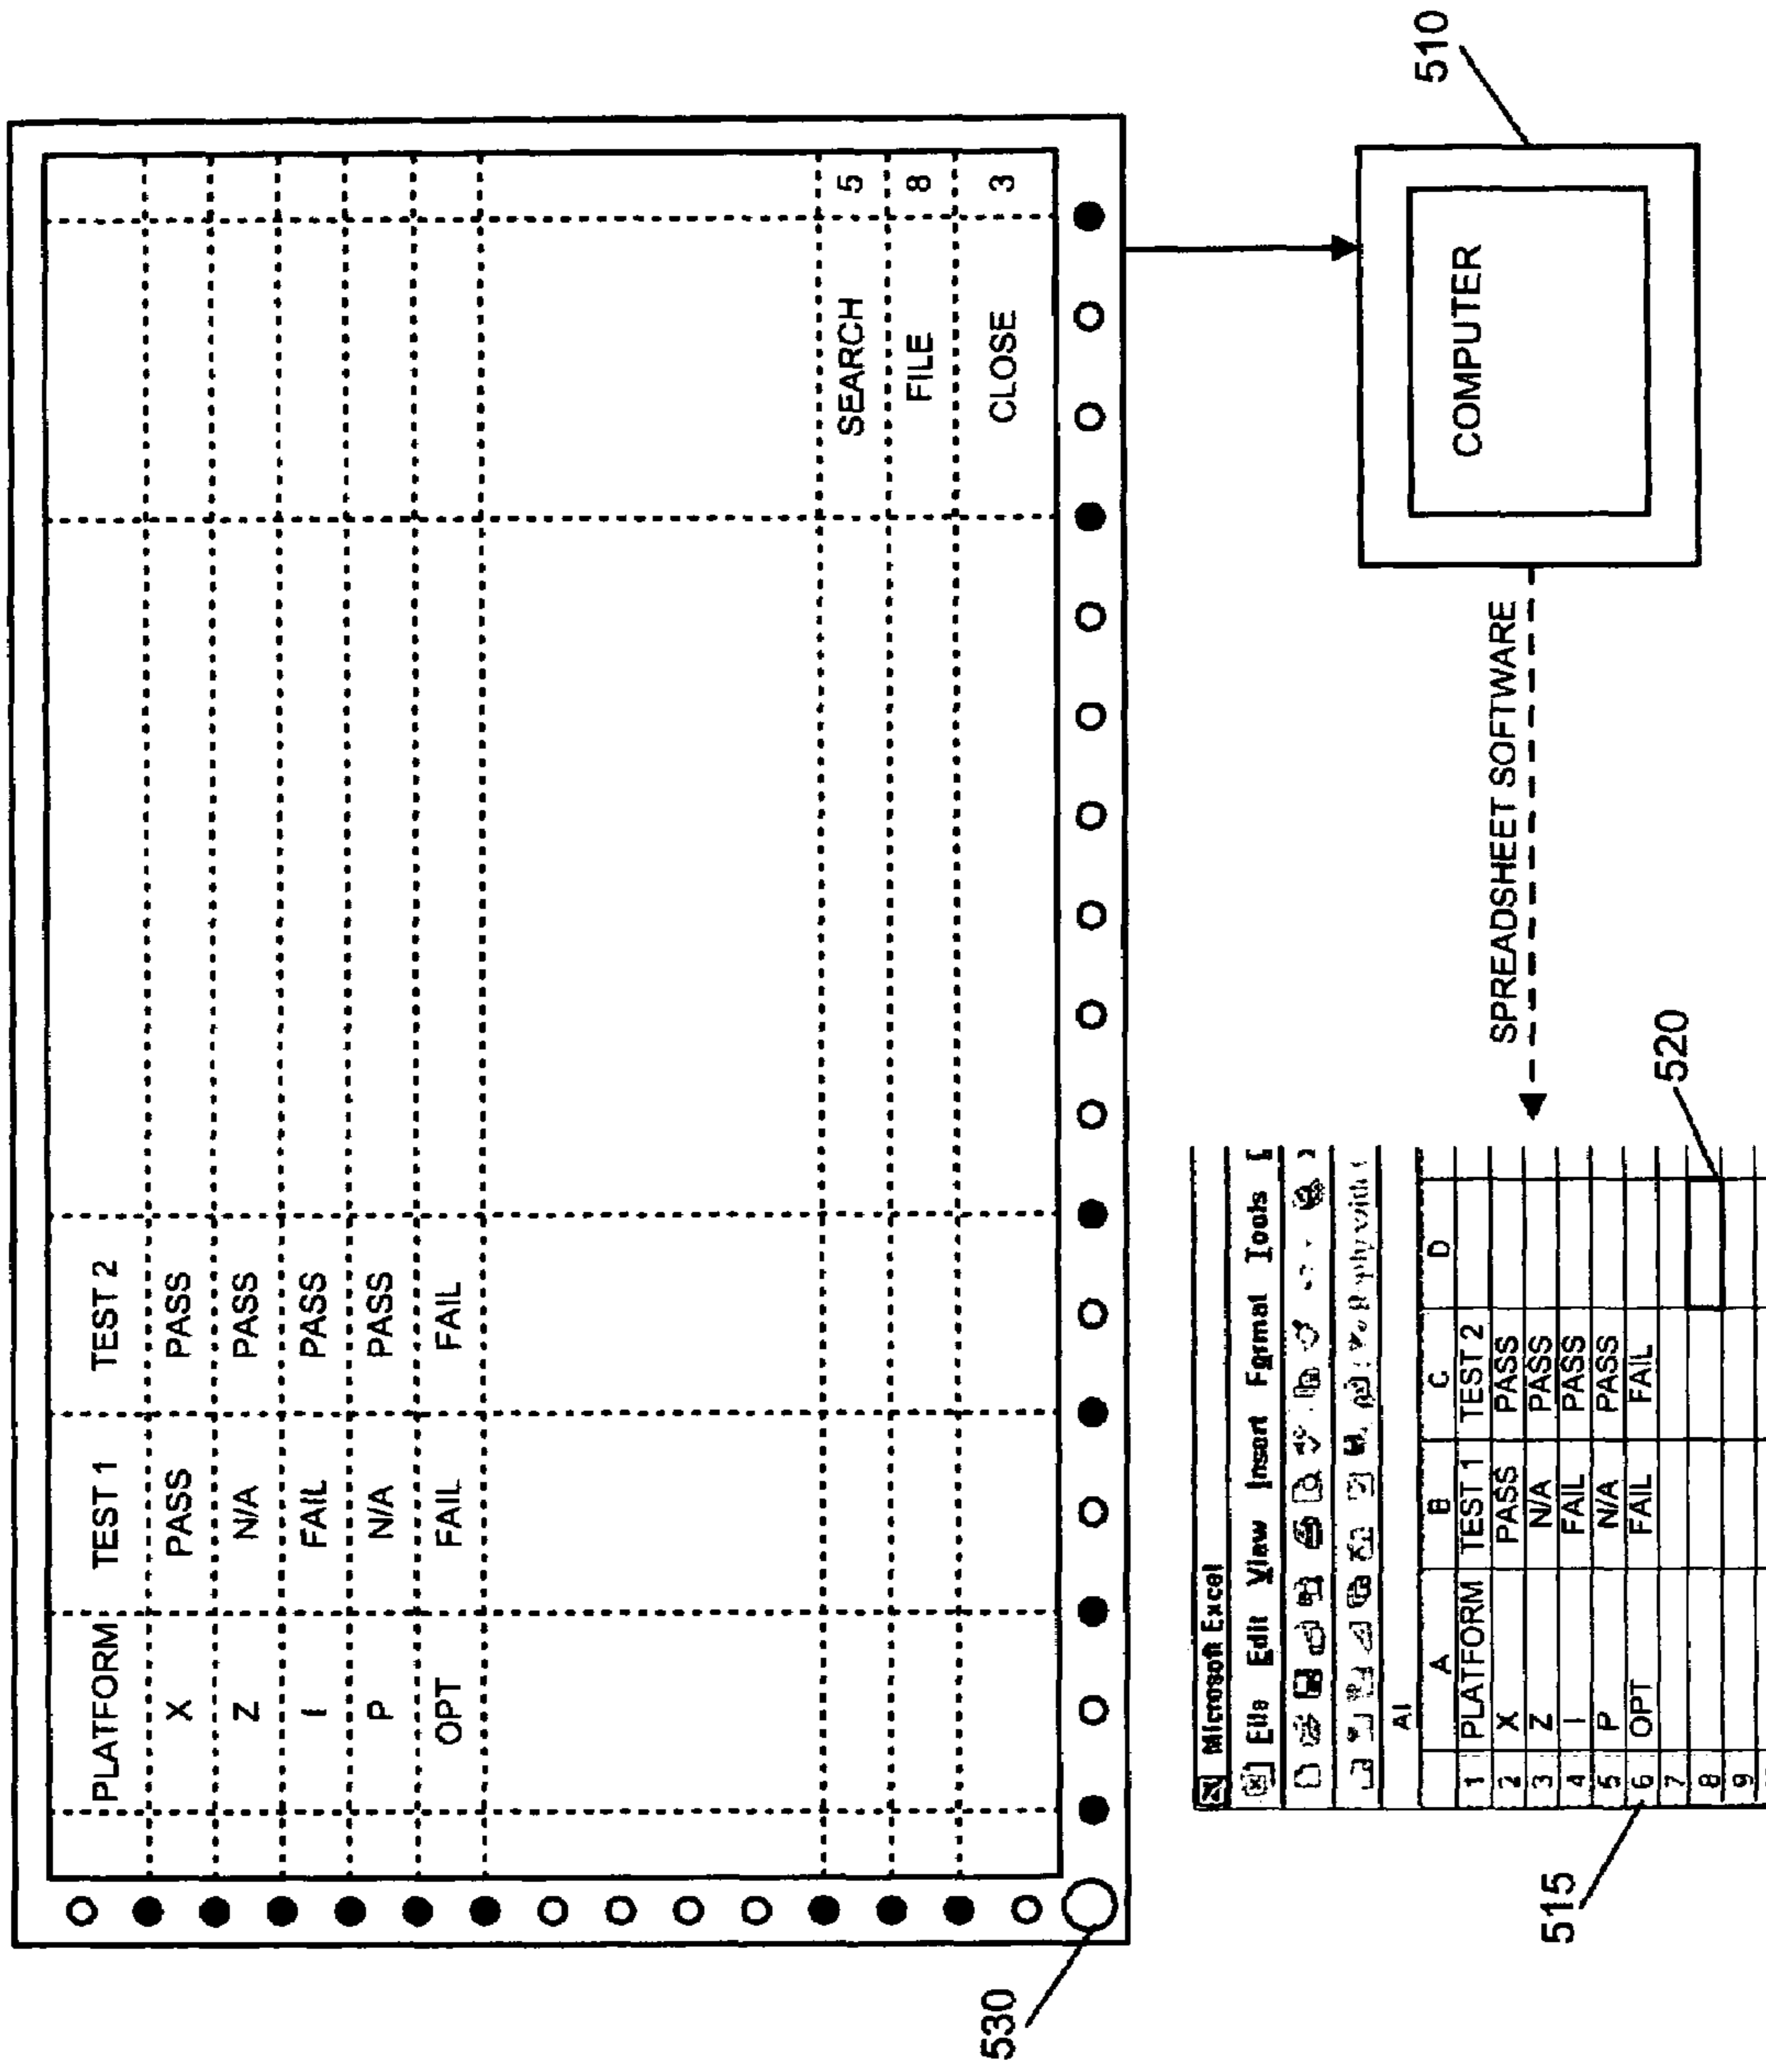 PLATFORM TEST 1 TEST 2
X PASS PASS
Z N/A PASS
I FAIL PASS
P N/A PASS
OPT FAIL FAIL
SEARCH 5
FILE 8
CLOSE 3
530
Microsoft Excel
File Edit View Insert Format Tools
A1
A B C D
1 PLATFORM TEST 1 TEST 2
2 X PASS PASS
3 Z N/A PASS
4 I FAIL PASS
5 P N/A PASS
6 OPT FAIL FAIL
7
8
9
515
520
SPREADSHEET SOFTWARE
COMPUTER
510